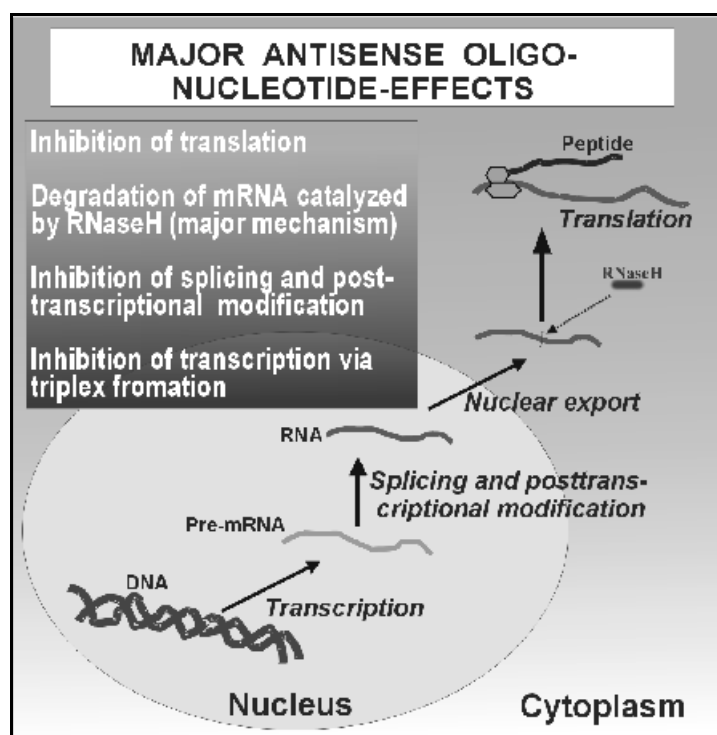 MAJOR ANTISENSE OLIGO-
NUCLEOTIDE-EFFECTS
Inhibition of translation
Degradation of mRNA catalyzed
by RNaseH (major mechanism)
Inhibition of splicing and post-
transcriptional modification
Inhibition of transcription via
triplex fromation
Peptide
Translation
RNaseH
Nuclear export
RNA
Splicing and posttrans-
criptional modification
Pre-mRNA
DNA
Transcription
Nucleus
Cytoplasm